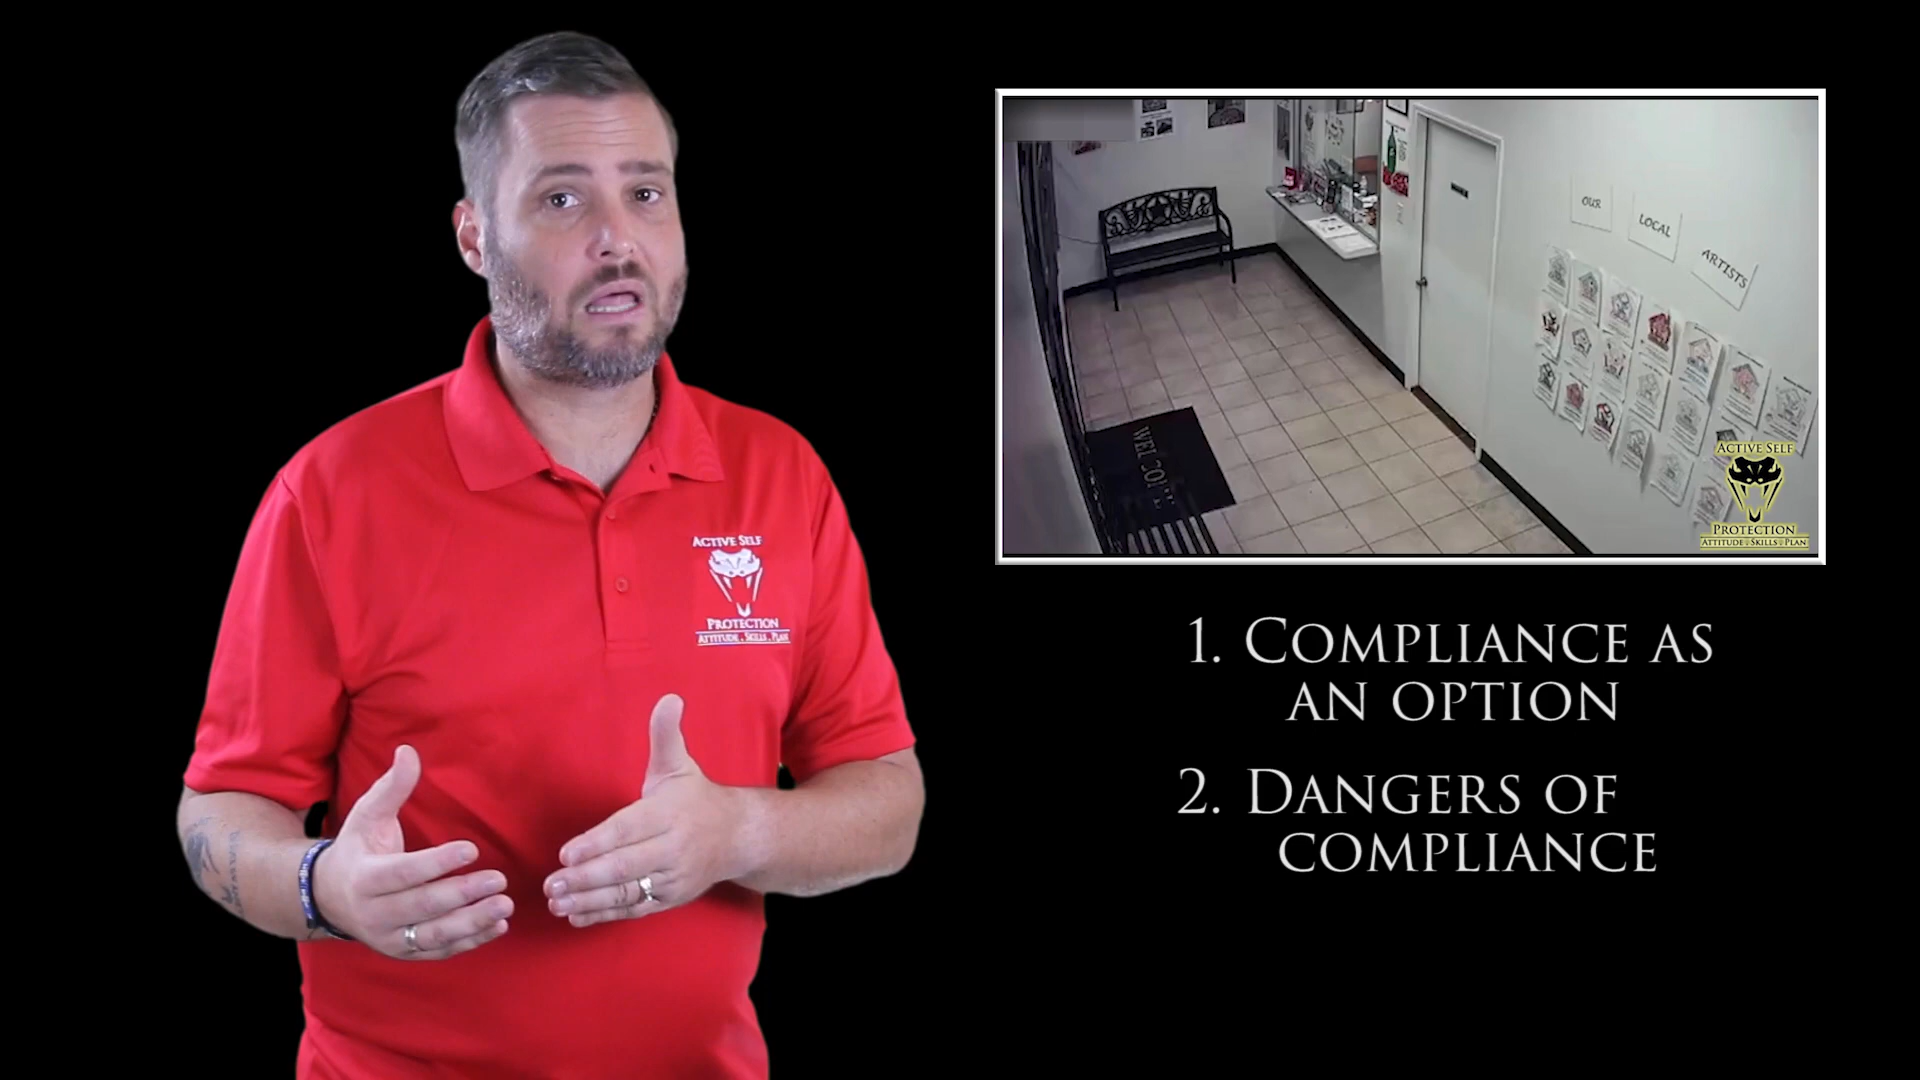 OUR
LOCAL
ARTISTS
WELCOME
ACTIVE SELF
PROTECTION
ATTITUDE SKILLS PLAN
ACTIVE SELF
PROTECTION
ATTITUDE . SKILLS . PLAN
1. COMPLIANCE AS
AN OPTION
2. DANGERS OF
COMPLIANCE